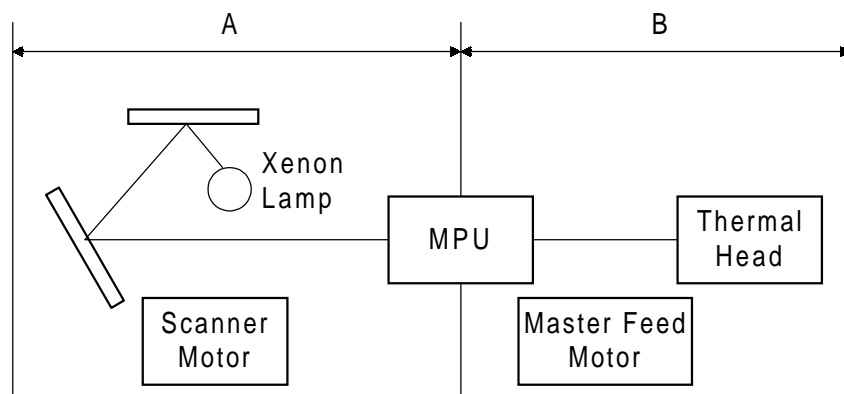 A
B
Xenon
Lamp
MPU
Thermal
Head
Scanner
Motor
Master Feed
Motor